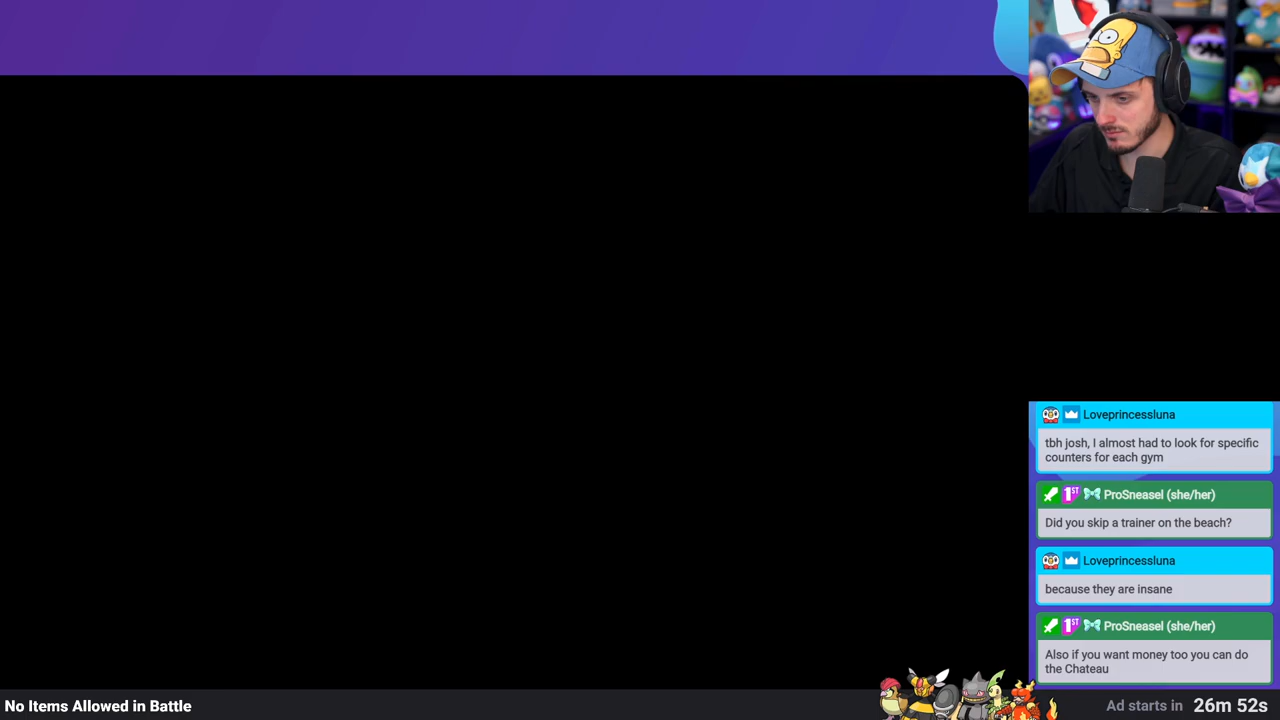 Loveprincessluna
tbh josh, I almost had to look for specific
counters for each gym
1ST ProSneasel (she/her)
Did you skip a trainer on the beach?
Loveprincessluna
because they are insane
1ST ProSneasel (she/her)
Also if you want money too you can do
the Chateau
No Items Allowed in Battle
Ad starts in 26m 52s